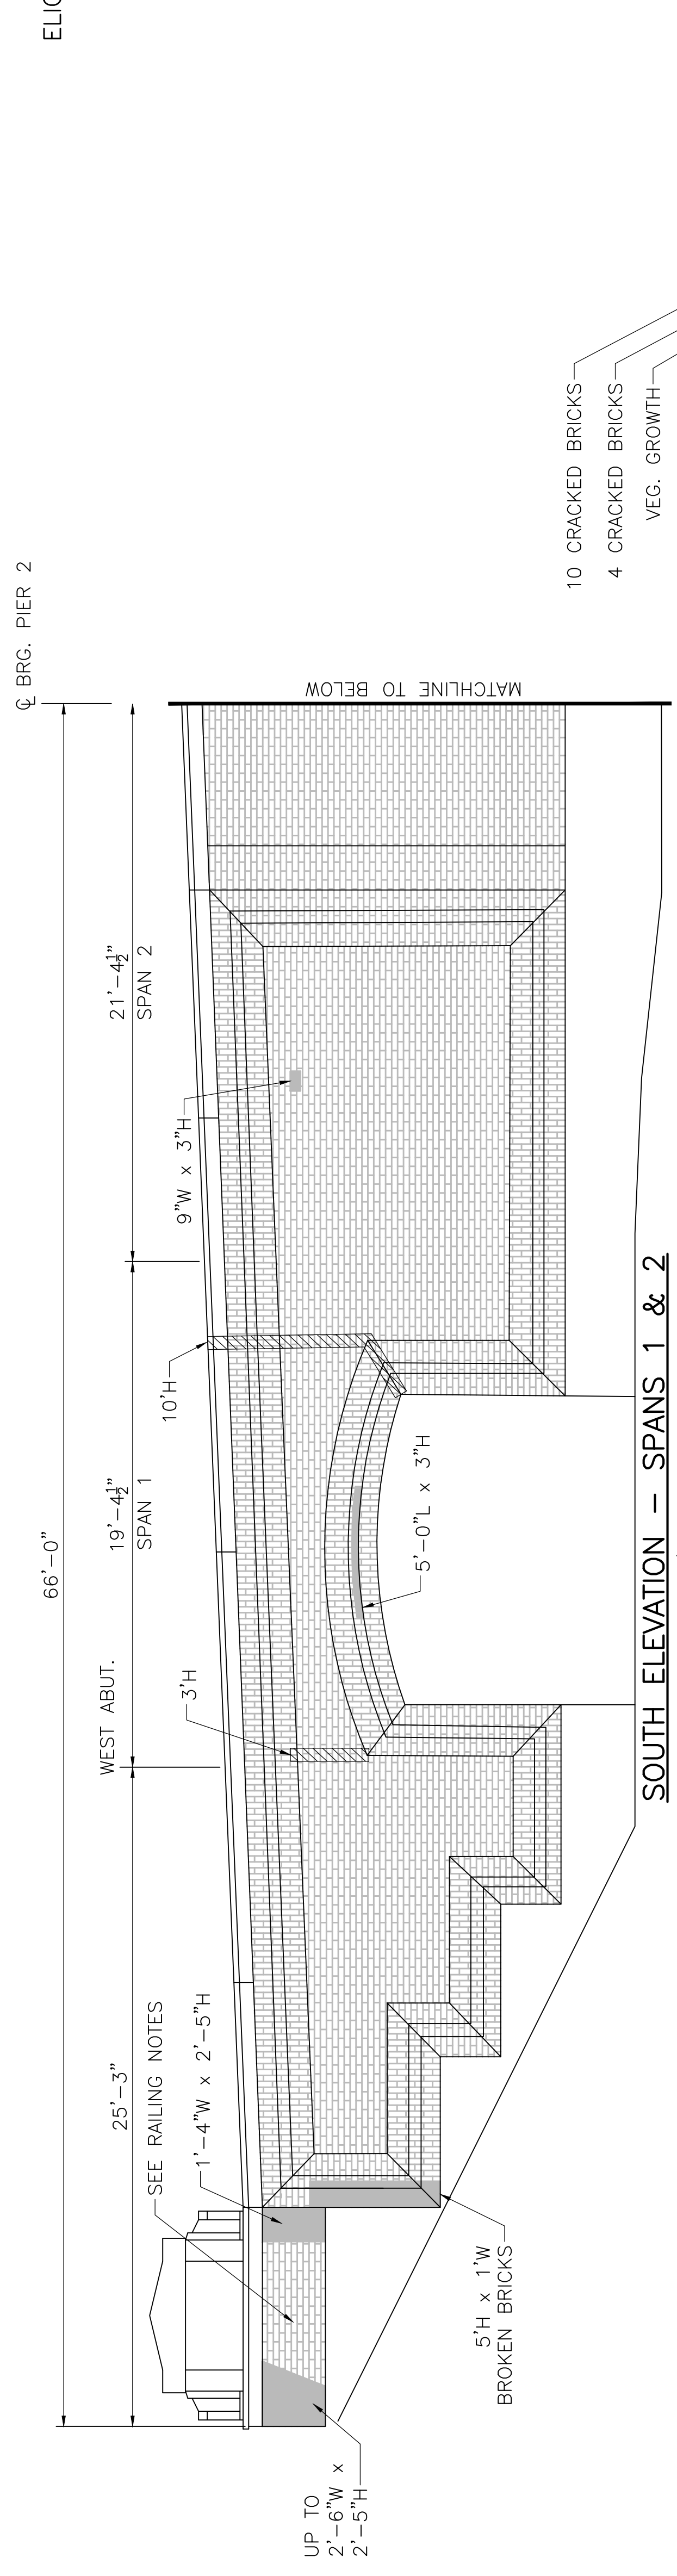 ELIC
℄ BRG. PIER 2
66'-0"
25'-3"
WEST ABUT.
19'-4½"
SPAN 1
21'-4½"
SPAN 2
SEE RAILING NOTES
1'-4"W x 2'-5"H
3'H
10'H
9"W x 3"H
MATCHLINE TO BELOW
UP TO
2'-6"W x
2'-5"H
5'H x 1'W
BROKEN BRICKS
5'-0"L x 3"H
10 CRACKED BRICKS
4 CRACKED BRICKS
VEG. GROWTH
SOUTH ELEVATION - SPANS 1 & 2